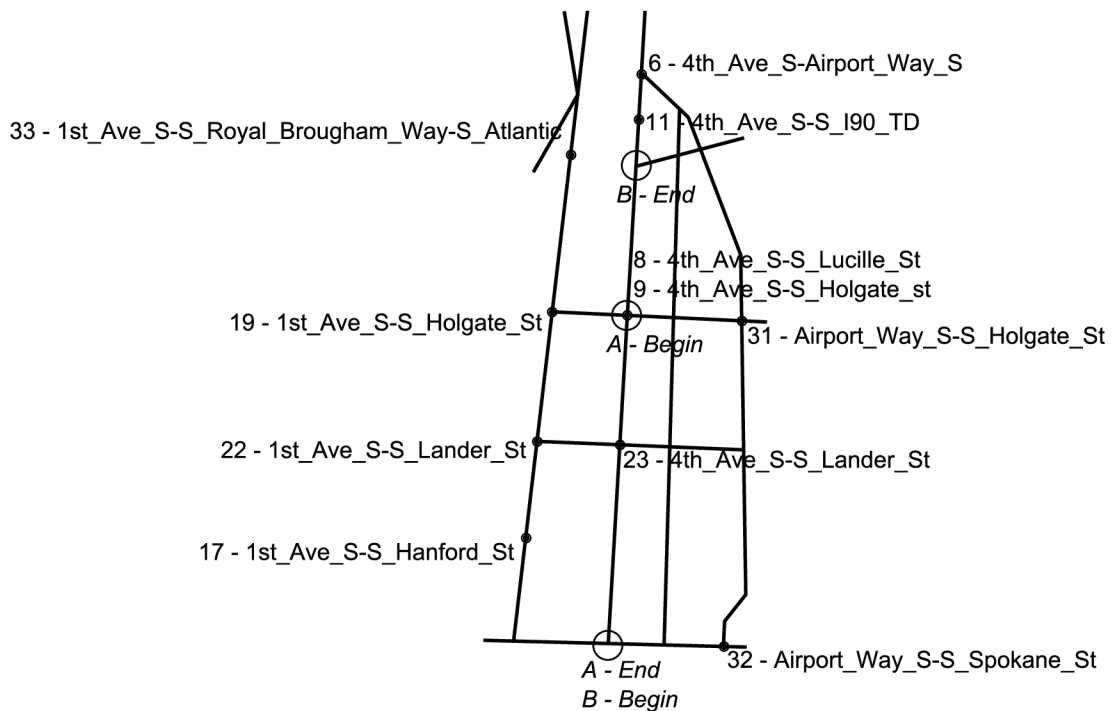 6 - 4th_Ave_S-Airport_Way_S
11 - 4th_Ave_S-S_I90_TD
33 - 1st_Ave_S-S_Royal_Brougham_Way-S_Atlantic
B - End
8 - 4th_Ave_S-S_Lucille_St
9 - 4th_Ave_S-S_Holgate_st
19 - 1st_Ave_S-S_Holgate_St
31 - Airport_Way_S-S_Holgate_St
A - Begin
22 - 1st_Ave_S-S_Lander_St
23 - 4th_Ave_S-S_Lander_St
17 - 1st_Ave_S-S_Hanford_St
32 - Airport_Way_S-S_Spokane_St
A - End
B - Begin